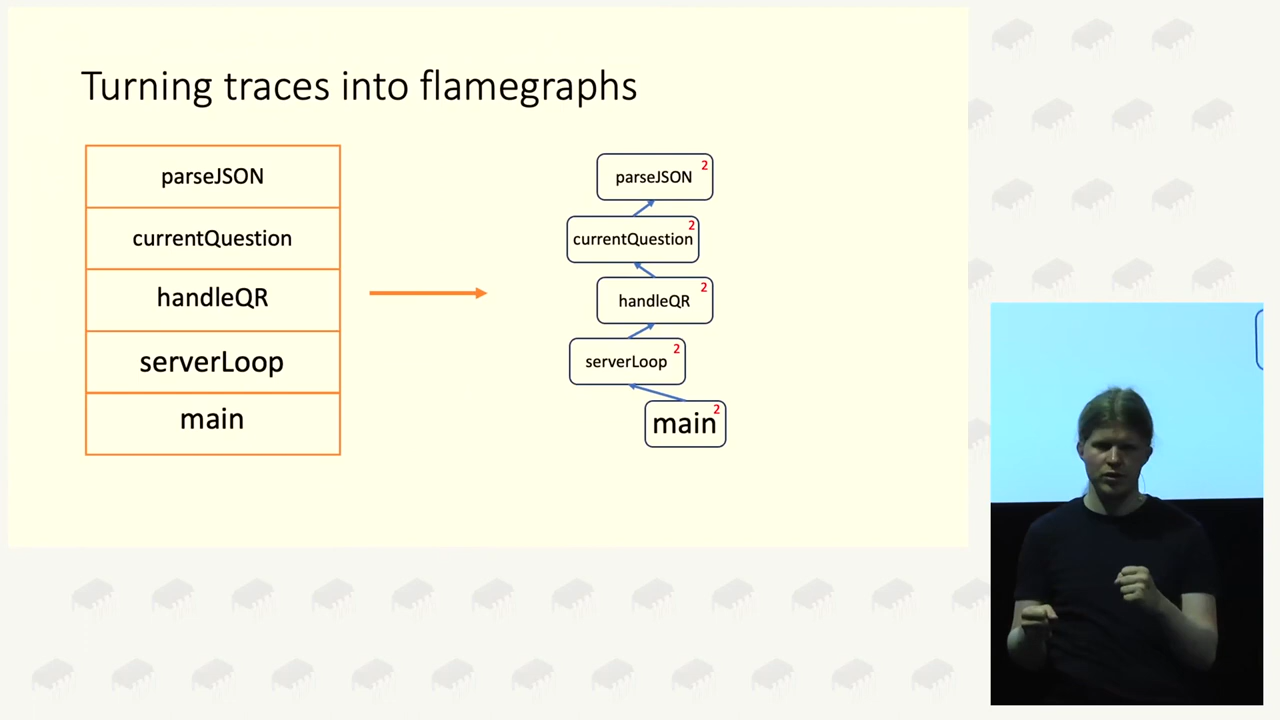 Turning traces into flamegraphs
parseJSON
currentQuestion
handleQR
serverLoop
main
parseJSON 2
currentQuestion 2
handleQR 2
serverLoop 2
main 2